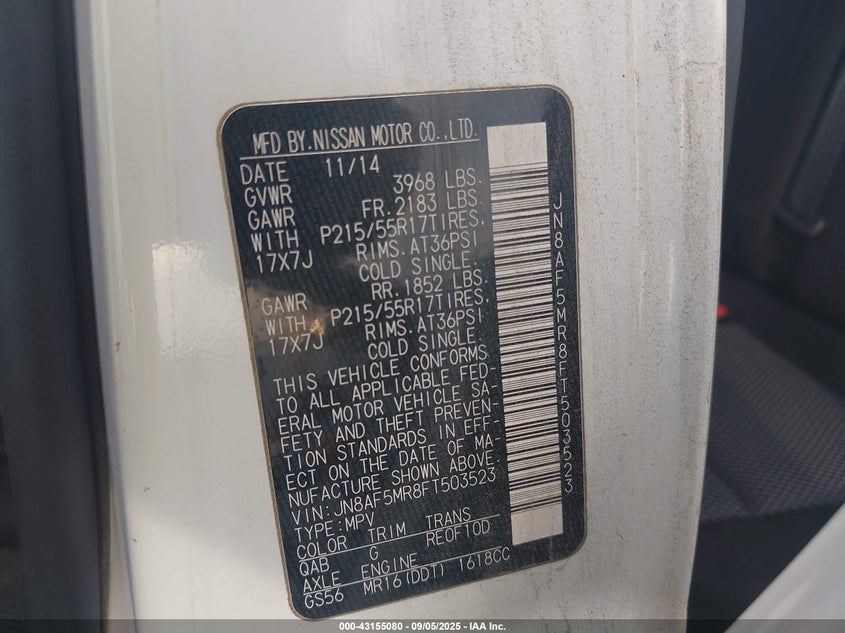 MFD BY.NISSAN MOTOR CO.,LTD.
DATE 11/14
GVWR 3968 LBS.
GAWR FR.2183 LBS.
WITH P215/55R17TIRES,
17X7J RIMS.AT36PSI
COLD SINGLE.
GAWR RR.1852 LBS.
WITH P215/55R17TIRES,
17X7J RIMS.AT36PSI
COLD SINGLE.
THIS VEHICLE CONFORMS
TO ALL APPLICABLE FED-
ERAL MOTOR VEHICLE SA-
FETY AND THEFT PREVEN-
TION STANDARDS IN EFF-
ECT ON THE DATE OF MA-
NUFACTURE SHOWN ABOVE.
VIN:JN8AF5MR8FT503523
TYPE:MPV
COLOR TRIM TRANS
QAB G RE0F10D
AXLE ENGINE
GS56 MR16(DDT) 1618CC
JN8AF5MR8FT503523
000-43155080 - 09/05/2025 - IAA Inc.